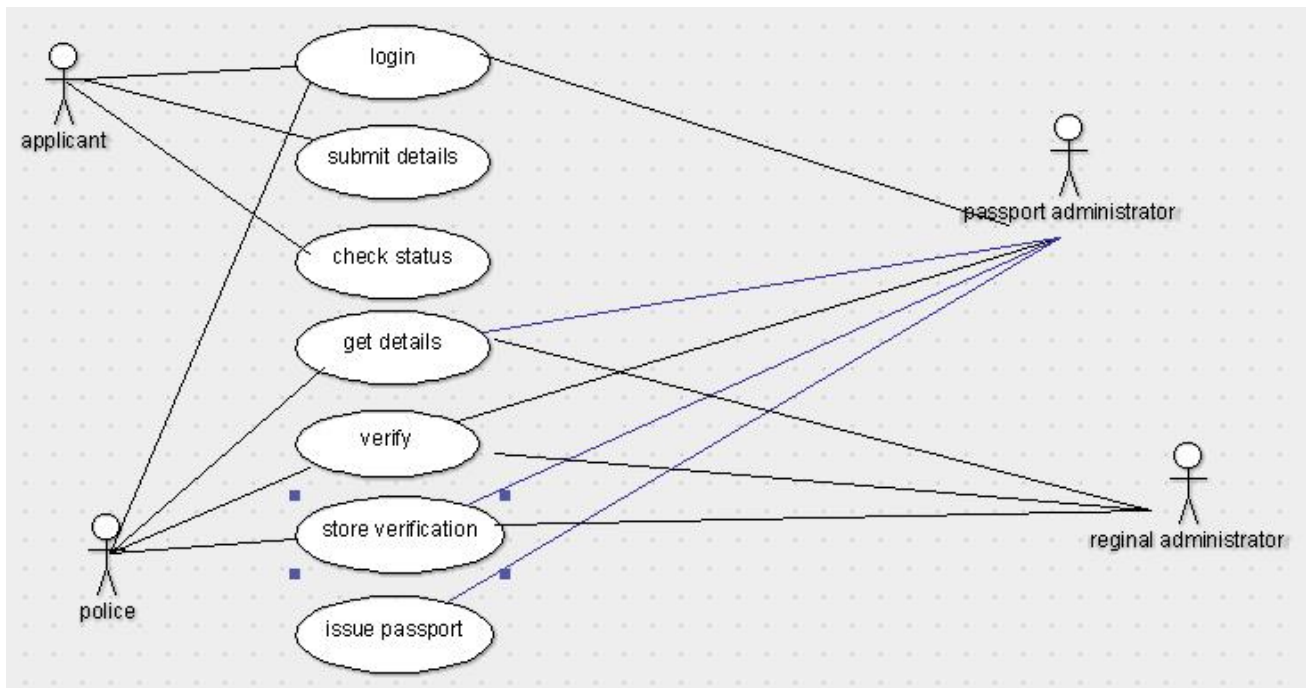 login
applicant
submit details
passport administrator
check status
get details
verify
store verification
reginal administrator
police
issue passport